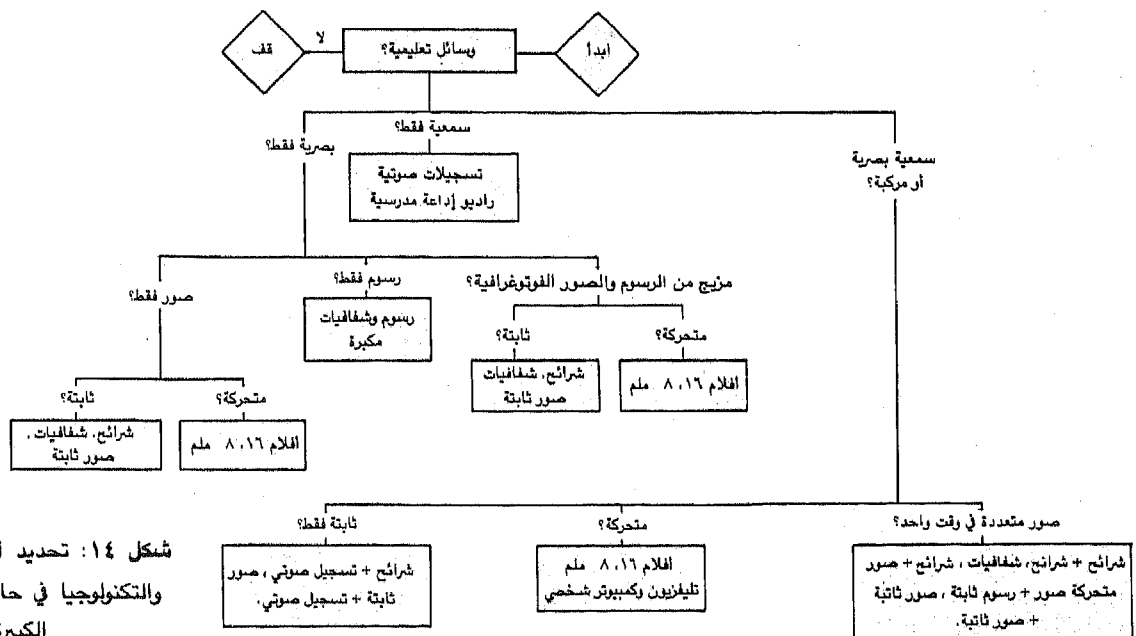 ابدأ
وسائل تعليمية؟
لا
قف
سمعية بصرية
أو مركبة؟
سمعية فقط؟
تسجيلات صوتية
راديو إذاعة مدرسية
بصرية فقط؟
مزيج من الرسوم والصور الفوتوغرافية؟
متحركة؟
افلام ١٦، ٨ ملم
ثابتة؟
شرائح، شفافيات
صور ثابتة
رسوم فقط؟
رسوم وشفافيات
مكبرة
صور فقط؟
متحركة؟
افلام ١٦، ٨ ملم
ثابتة؟
شرائح، شفافيات .
صور ثابتة
صور متعددة في وقت واحد؟
شرائح + شرائح، شفافيات ، شرائح + صور
متحركة صور + رسوم ثابتة ، صور ثاتبة
+ صور ثاتبة.
متحركة؟
افلام ١٦، ٨ ملم
تليفزيون وكمبيوتر شخصي
ثابتة فقط؟
شرائح + تسجيل صوتي ، صور
ثابتة + تسجيل صوتي.
شكل ١٤: تحديد
والتكنولوجيا في